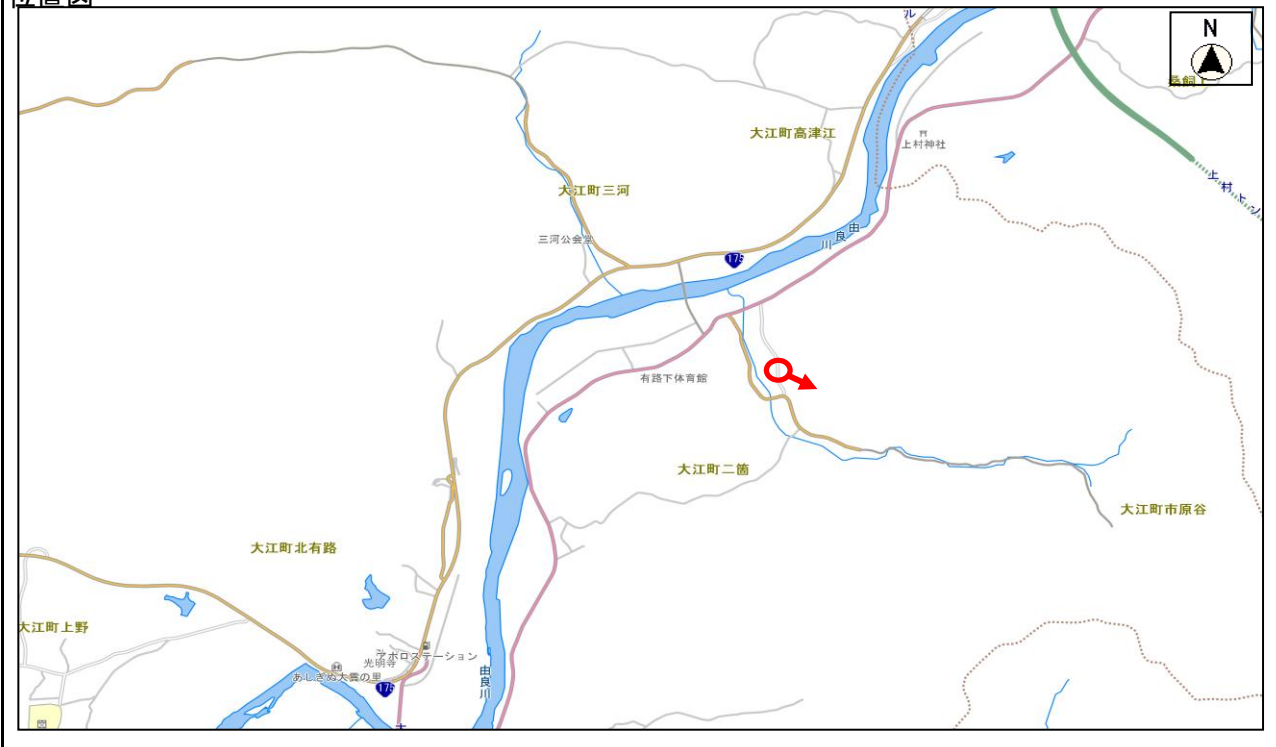 位置図
N
桑飼上
大江町高津江
上村神社
大江町三河
三河公会堂
175
由良川
有路下体育館
大江町二箇
大江町市原谷
大江町北有路
大江町上野
アポロステーション
光明寺
あしぎぬ大雲の里
175
由良川